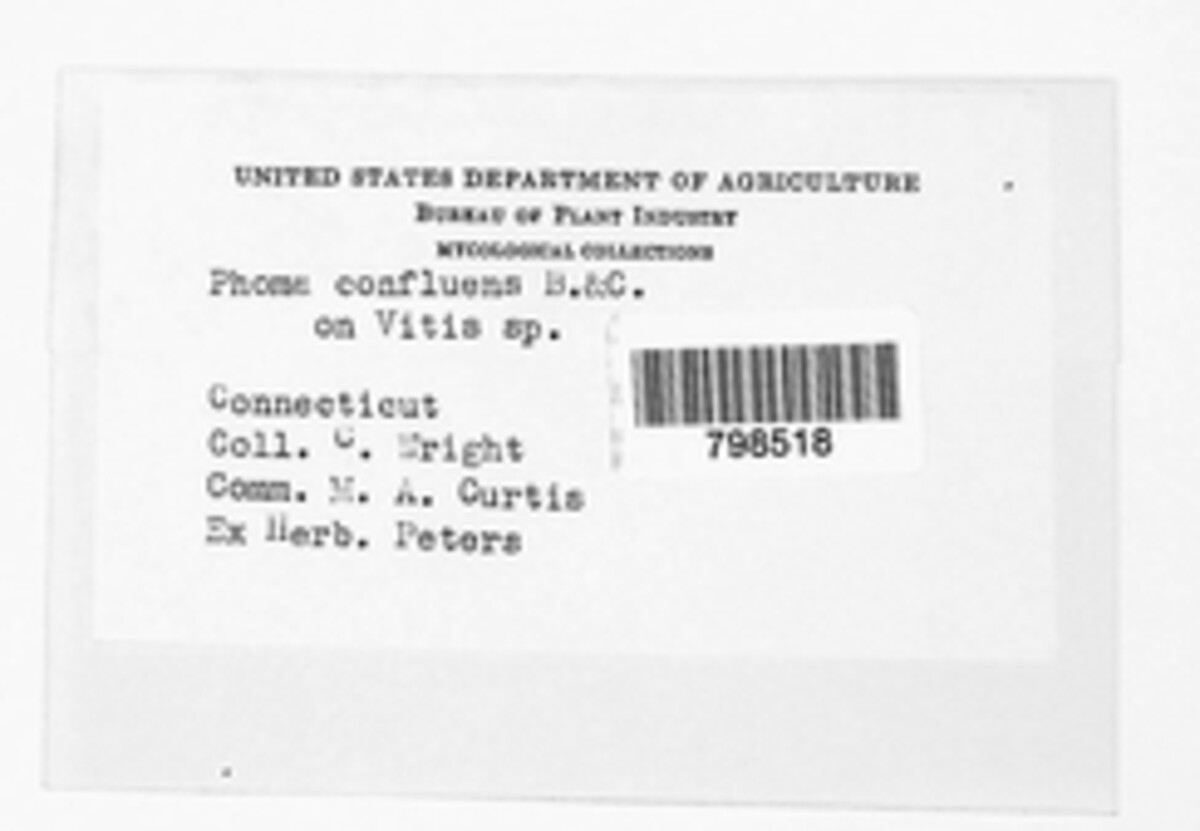 UNITED STATES DEPARTMENT OF AGRICULTURE
BUREAU OF PLANT INDUSTRY
MYCOLOGICAL COLLECTIONS
Phoma confluens B.&C.
on Vitis sp.
798518
Connecticut
Coll. C. Wright
Comm. M. A. Curtis
Ex Herb. Peters